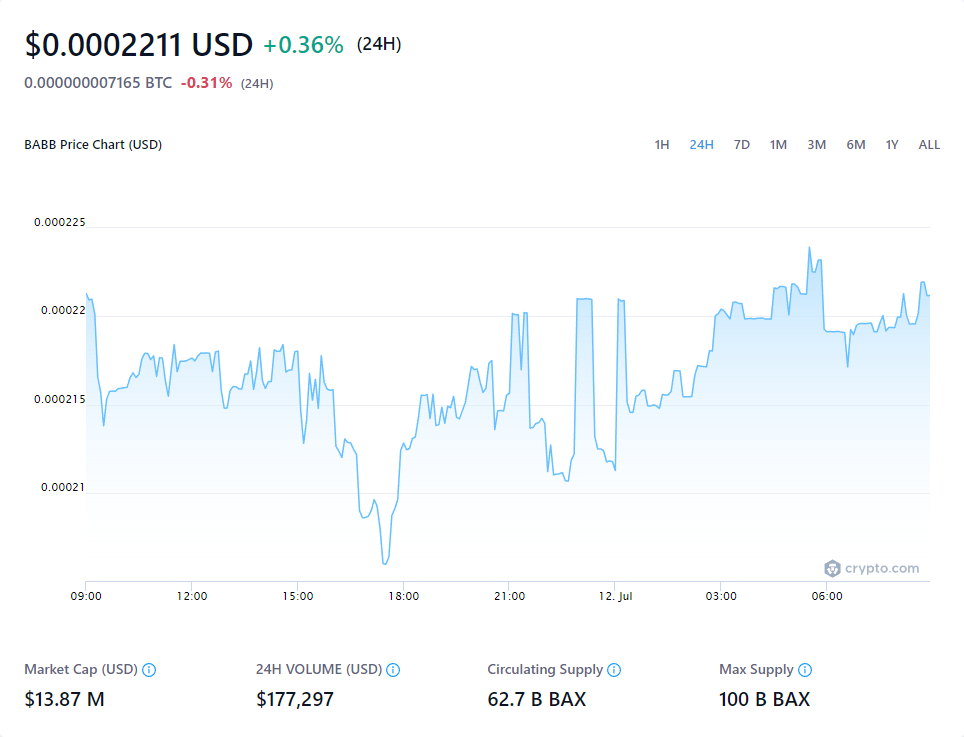 $0.0002211 USD +0.36% (24H)
0.000000007165 BTC -0.31% (24H)
BABB Price Chart (USD) 1H 24H 7D 1M 3M 6M 1Y ALL
0.000225
0.00022
0.000215
0.00021
crypto.com
09:00 12:00 15:00 18:00 21:00 12. Jul 03:00 06:00
Market Cap (USD) 24H VOLUME (USD) Circulating Supply Max Supply
$13.87 M $177,297 62.7 B BAX 100 B BAX